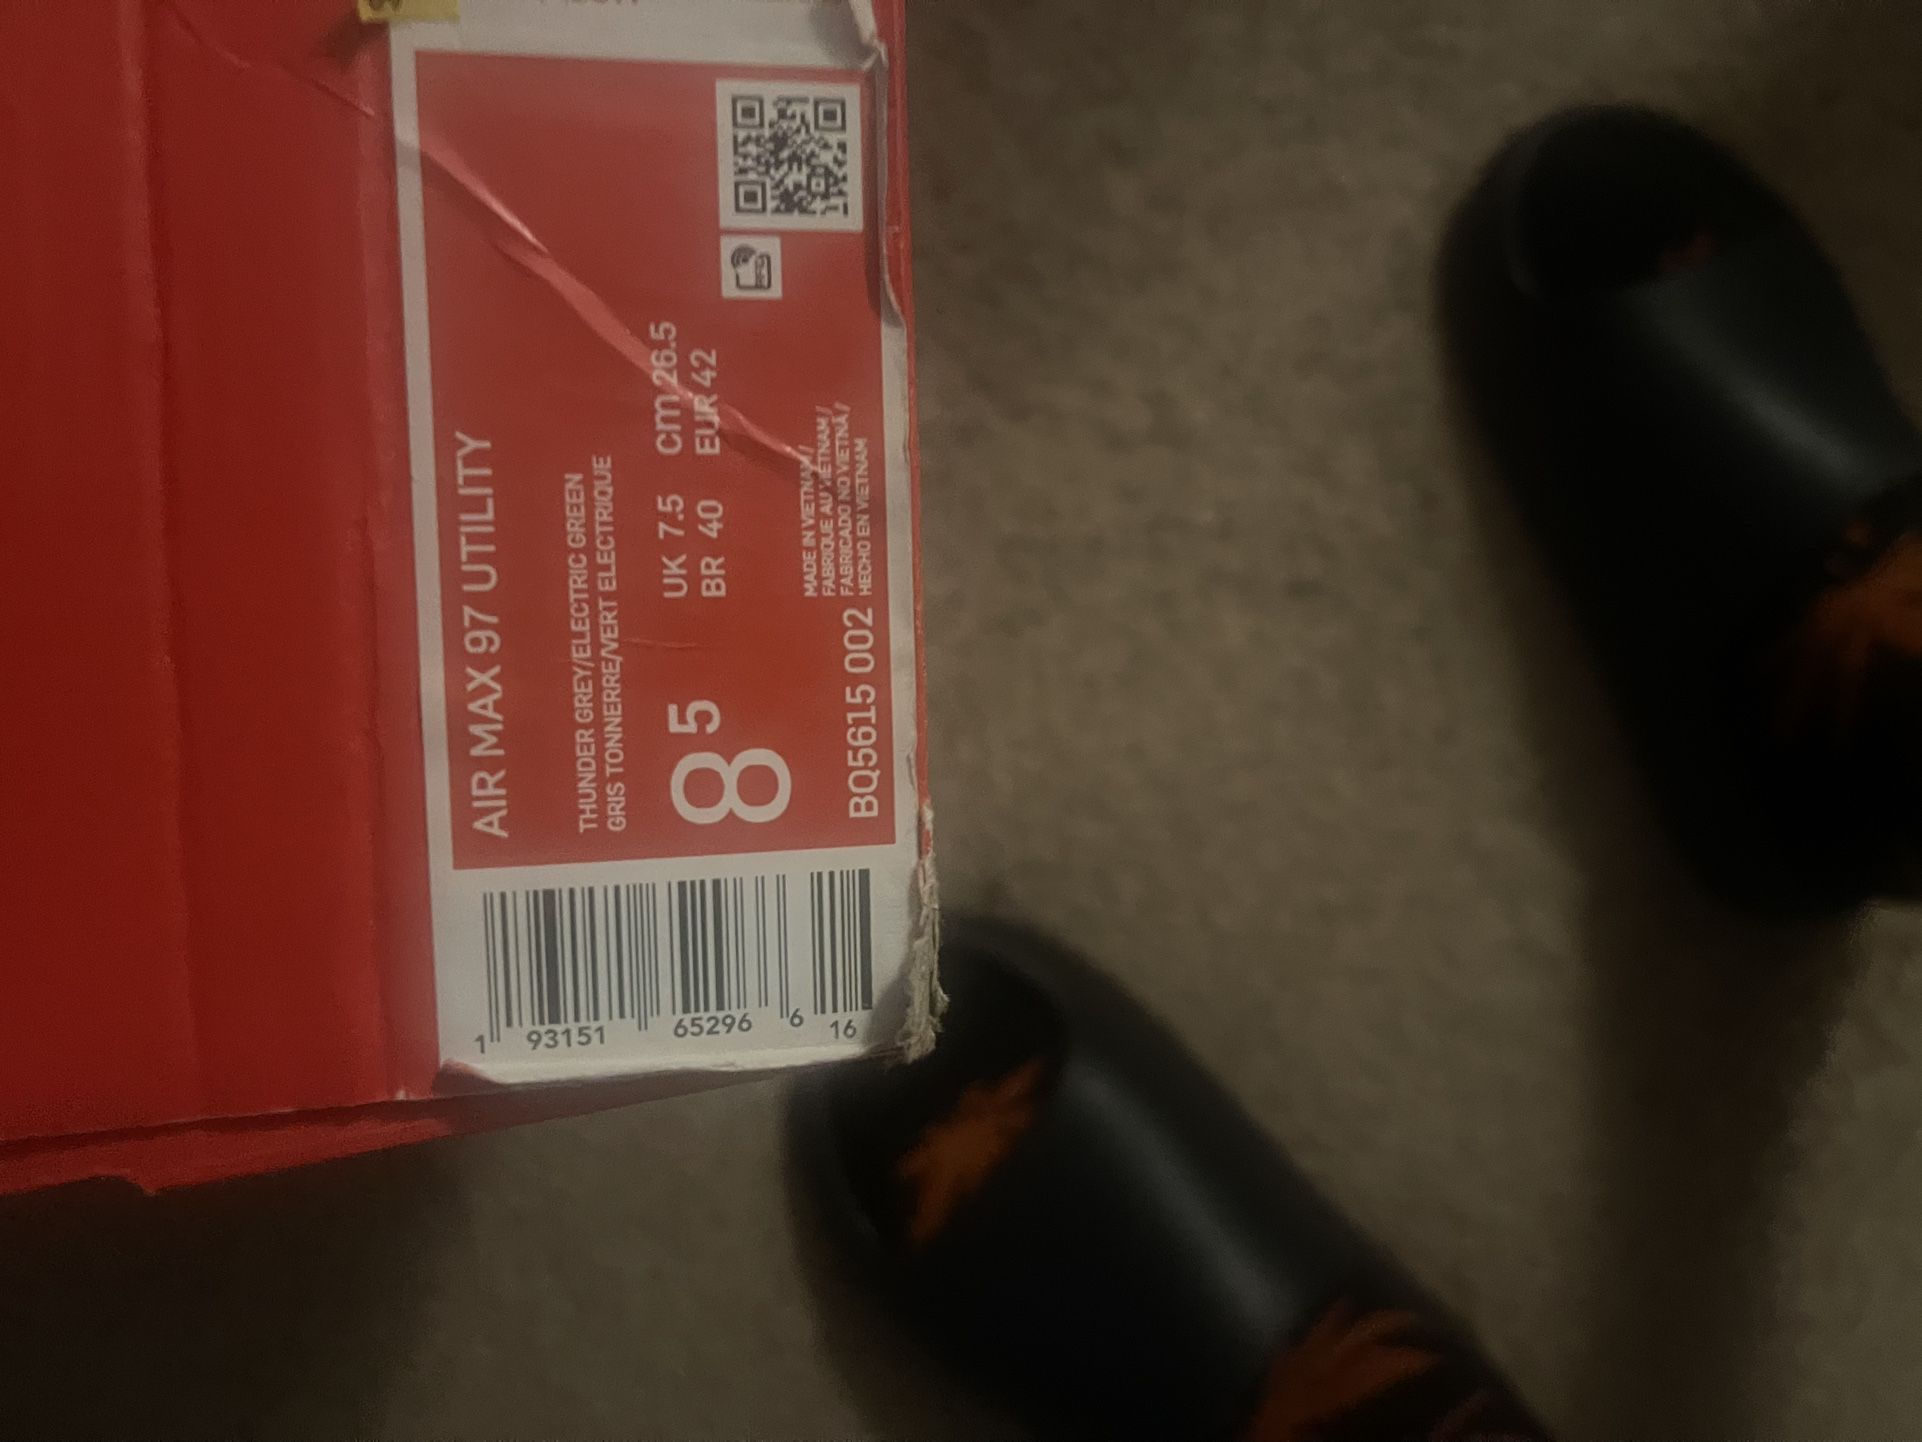 AIR MAX 97 UTILITY
THUNDER GREY/ELECTRIC GREEN
GRIS TONNERRE/VERT ELECTRIQUE
8 5
UK 7.5 cm 26.5
BR 40 EUR 42
MADE IN VIETNAM/
FABRIQUE AU VIETNAM/
FABRICADO NO VIETNÃ/
HECHO EN VIETNAM
BQ5615 002
1 93151 65296 6 16